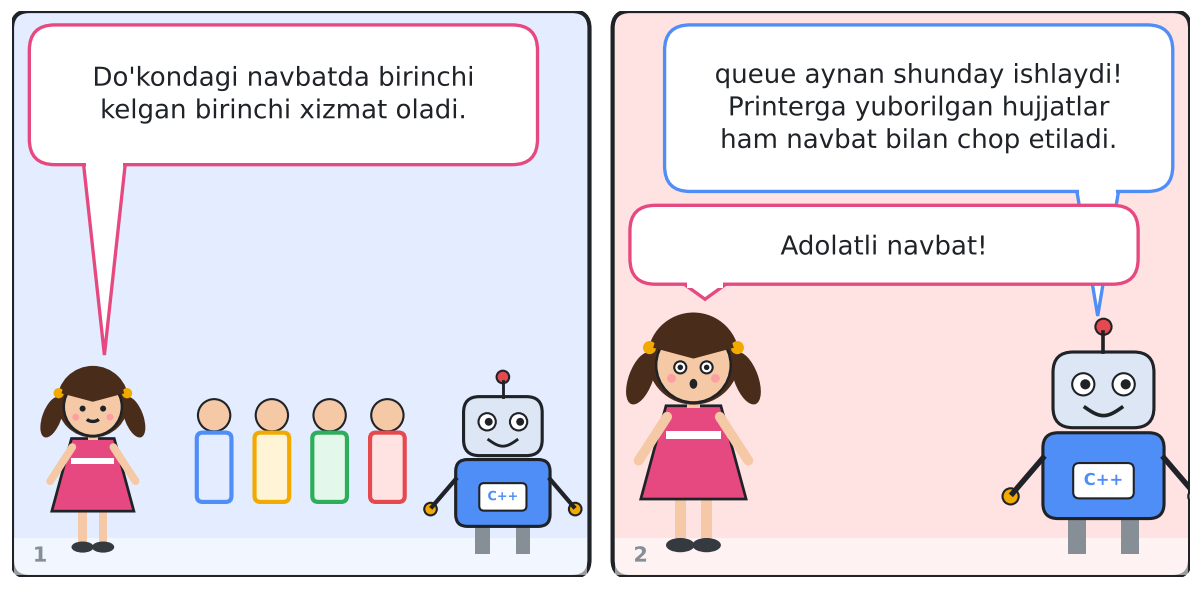 Do'kondagi navbatda birinchi
kelgan birinchi xizmat oladi.
C++
1
queue aynan shunday ishlaydi!
Printerga yuborilgan hujjatlar
ham navbat bilan chop etiladi.
Adolatli navbat!
C++
2